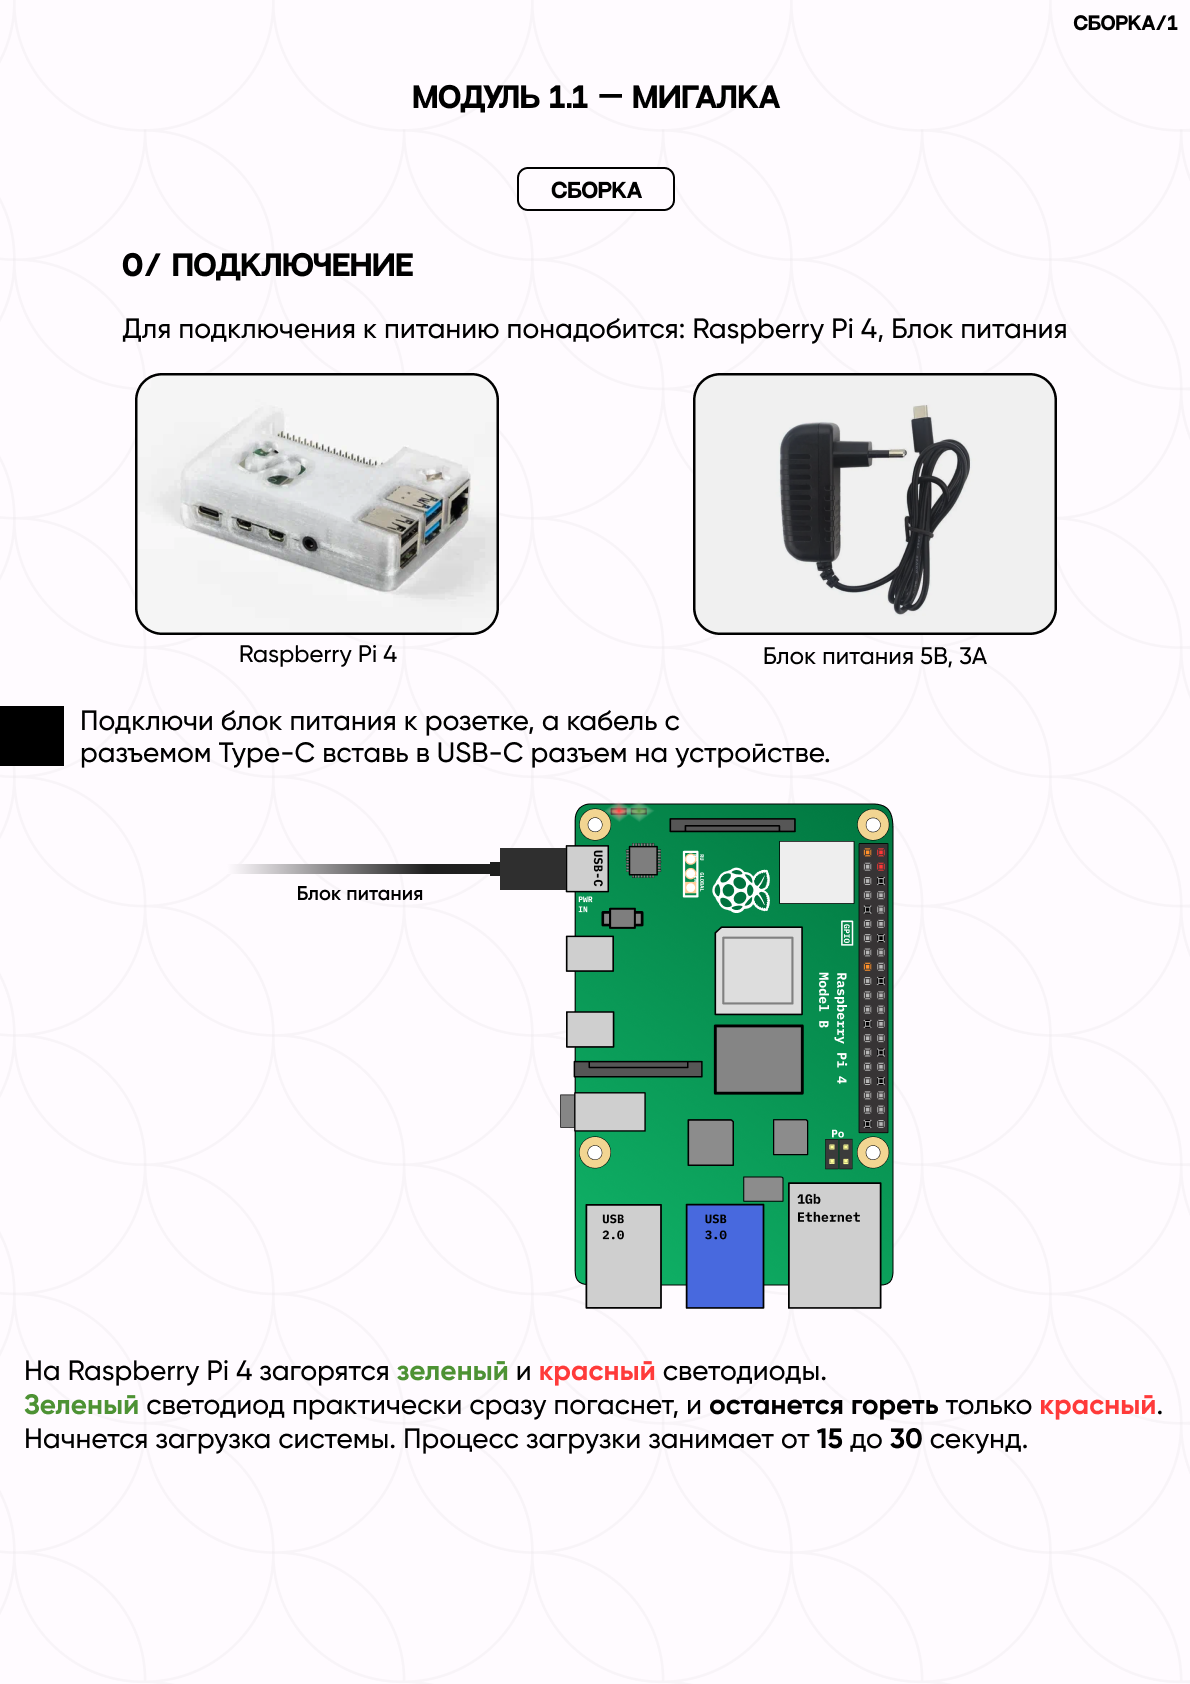 СБОРКА/1
МОДУЛЬ 1.1 — МИГАЛКА
СБОРКА
0/ ПОДКЛЮЧЕНИЕ
Для подключения к питанию понадобится: Raspberry Pi 4, Блок питания
Raspberry Pi 4
Блок питания 5В, 3А
Подключи блок питания к розетке, а кабель с
разъемом Type-C вставь в USB-C разъем на устройстве.
Блок питания
USB-C
PWR
IN
GLOBAL
GPIO
Raspberry Pi 4
Model B
Po
USB
2.0
USB
3.0
1Gb
Ethernet
На Raspberry Pi 4 загорятся зеленый и красный светодиоды.
Зеленый светодиод практически сразу погаснет, и останется гореть только красный.
Начнется загрузка системы. Процесс загрузки занимает от 15 до 30 секунд.